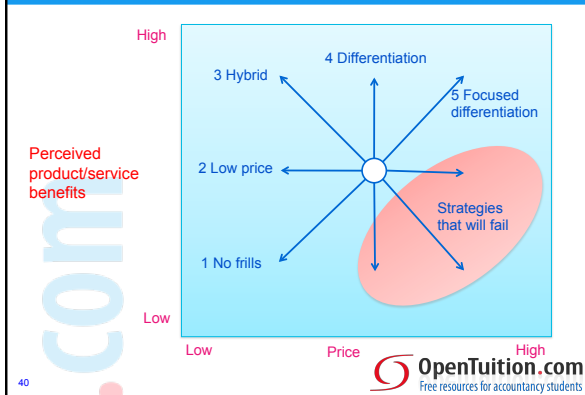 High
4 Differentiation
3 Hybrid
5 Focused
differentiation
Perceived
product/service
benefits
2 Low price
Strategies
that will fail
1 No frills
Low
Low
Price
High
.com
OpenTuition.com
Free resources for accountancy students
40